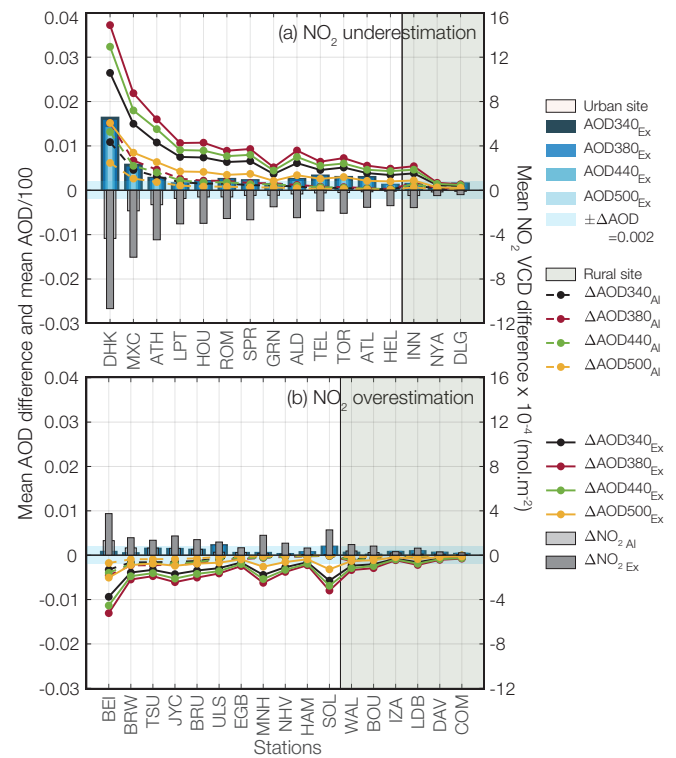 Mean AOD difference and mean AOD/100
Mean NO2 VCD difference x 10-4 (mol.m-2)
(a) NO2 underestimation
0.04
0.03
0.02
0.01
0
-0.01
-0.02
-0.03
16
12
8
4
0
-4
-8
-12
DHK
MXC
ATH
LPT
HOU
ROM
SPR
GRN
ALD
TEL
TOR
ATL
HEL
INN
NYA
DLG
(b) NO2 overestimation
0.04
0.03
0.02
0.01
0
-0.01
-0.02
-0.03
16
12
8
4
0
-4
-8
-12
BEI
BRW
TSU
JYC
BRU
ULS
EGB
MNH
NHV
HAM
SOL
WAL
BOU
IZA
LDB
DAV
COM
Stations
Urban site
AOD340Ex
AOD380Ex
AOD440Ex
AOD500Ex
±ΔAOD
=0.002
Rural site
ΔAOD340Al
ΔAOD380Al
ΔAOD440Al
ΔAOD500Al
ΔAOD340Ex
ΔAOD380Ex
ΔAOD440Ex
ΔAOD500Ex
ΔNO2 Al
ΔNO2 Ex